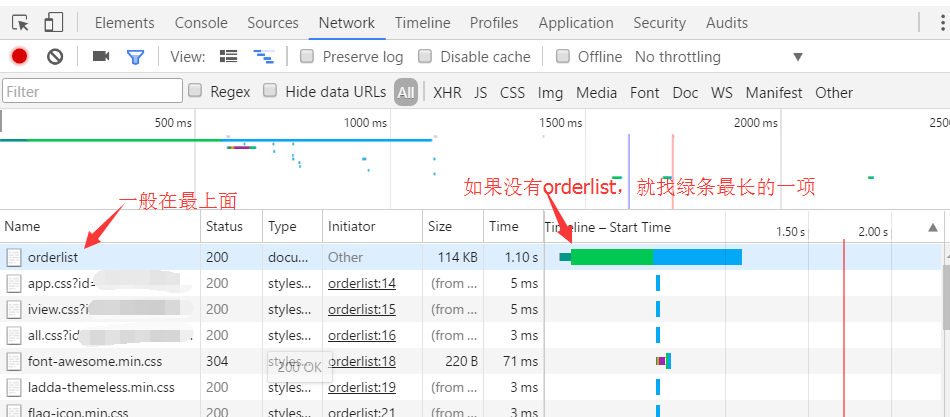 Elements Console Sources Network Timeline Profiles Application Security Audits
View: Preserve log Disable cache Offline No throttling
Filter Regex Hide data URLs All XHR JS CSS Img Media Font Doc WS Manifest Other
500 ms 1000 ms 1500 ms 2000 ms 2500
一般在最上面
如果没有orderlist，就找绿条最长的一项
Name Status Type Initiator Size Time Timeline – Start Time 1.50 s 2.00 s
orderlist 200 docu... Other 114 KB 1.10 s
app.css?id= 200 styles... orderlist:14 (from ... 5 ms
iview.css?i 200 styles... orderlist:15 (from ... 5 ms
all.css?id 200 styles... orderlist:16 (from ... 3 ms
font-awesome.min.css 304 styles... orderlist:18 220 B 71 ms
200 OK
ladda-themeless.min.css 200 styles... orderlist:19 (from ... 3 ms
flag-icon.min.css 200 styles... orderlist:21 (from ... 3 ms